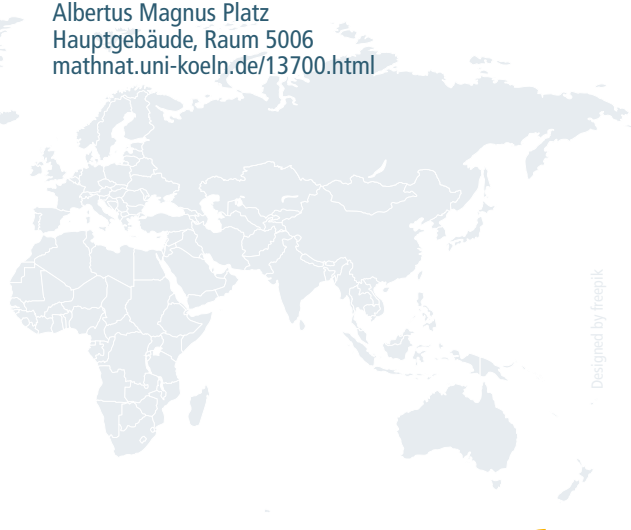 Albertus Magnus Platz
Hauptgebäude, Raum 5006
mathnat.uni-koeln.de/13700.html
Designed by freepik